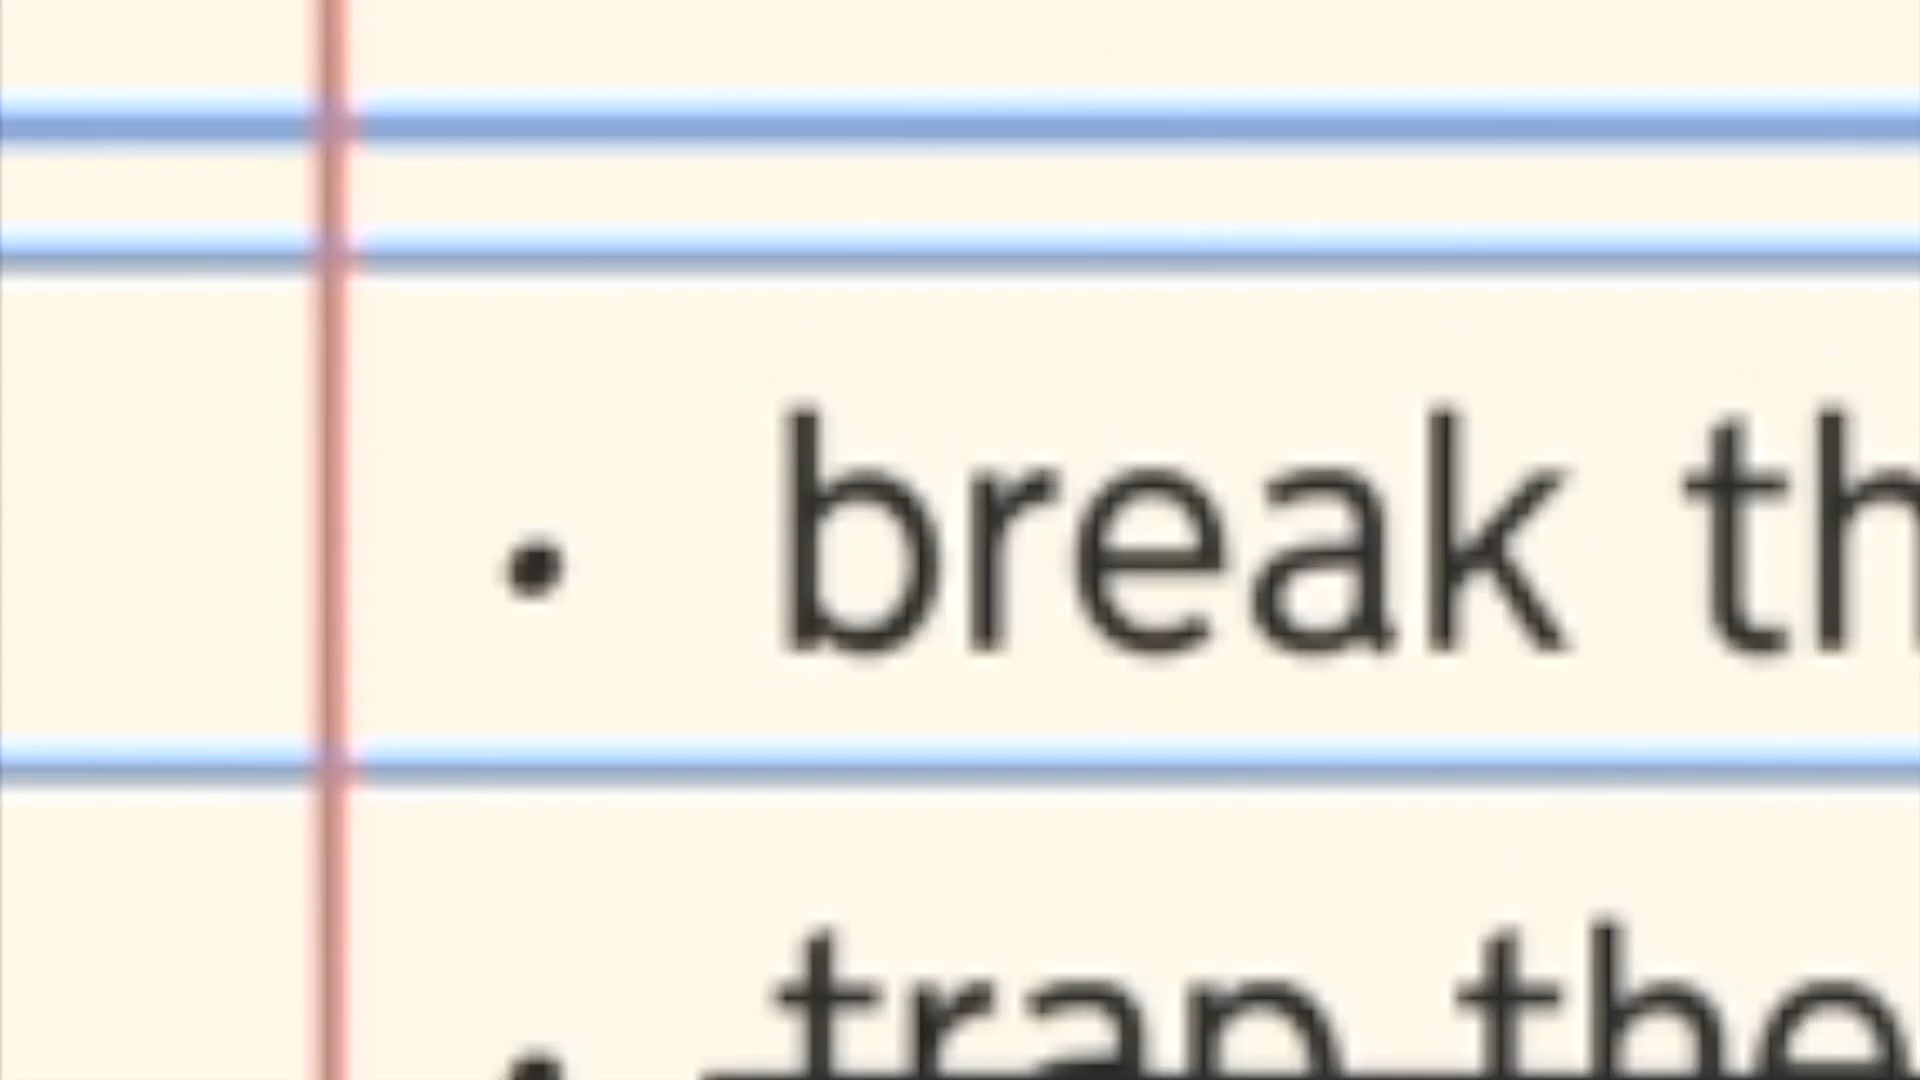 • break th
• trap the